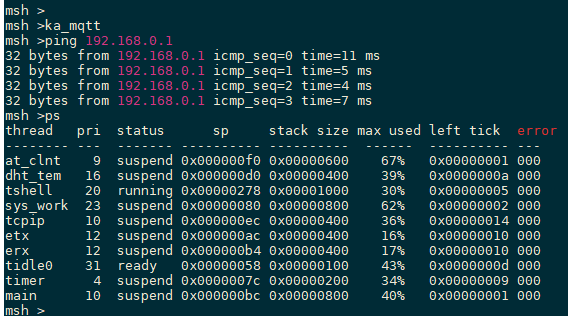 msh >
msh >ka_mqtt
msh >ping 192.168.0.1
32 bytes from 192.168.0.1 icmp_seq=0 time=11 ms
32 bytes from 192.168.0.1 icmp_seq=1 time=5 ms
32 bytes from 192.168.0.1 icmp_seq=2 time=4 ms
32 bytes from 192.168.0.1 icmp_seq=3 time=7 ms
msh >ps
thread   pri  status      sp     stack size max used left tick  error
-------- ---  ------- ---------- ----------  ------  ---------- ---
at_clnt    9  suspend 0x000000f0 0x00000600    67%   0x00000001 000
dht_tem   16  suspend 0x000000d0 0x00000400    39%   0x0000000a 000
tshell    20  running 0x00000278 0x00001000    30%   0x00000005 000
sys_work  23  suspend 0x00000080 0x00000800    62%   0x00000002 000
tcpip     10  suspend 0x000000ec 0x00000400    36%   0x00000014 000
etx       12  suspend 0x000000ac 0x00000400    16%   0x00000010 000
erx       12  suspend 0x000000b4 0x00000400    17%   0x00000010 000
tidle0    31  ready   0x00000058 0x00000100    43%   0x0000000d 000
timer      4  suspend 0x0000007c 0x00000200    34%   0x00000009 000
main      10  suspend 0x000000bc 0x00000800    40%   0x00000001 000
msh >